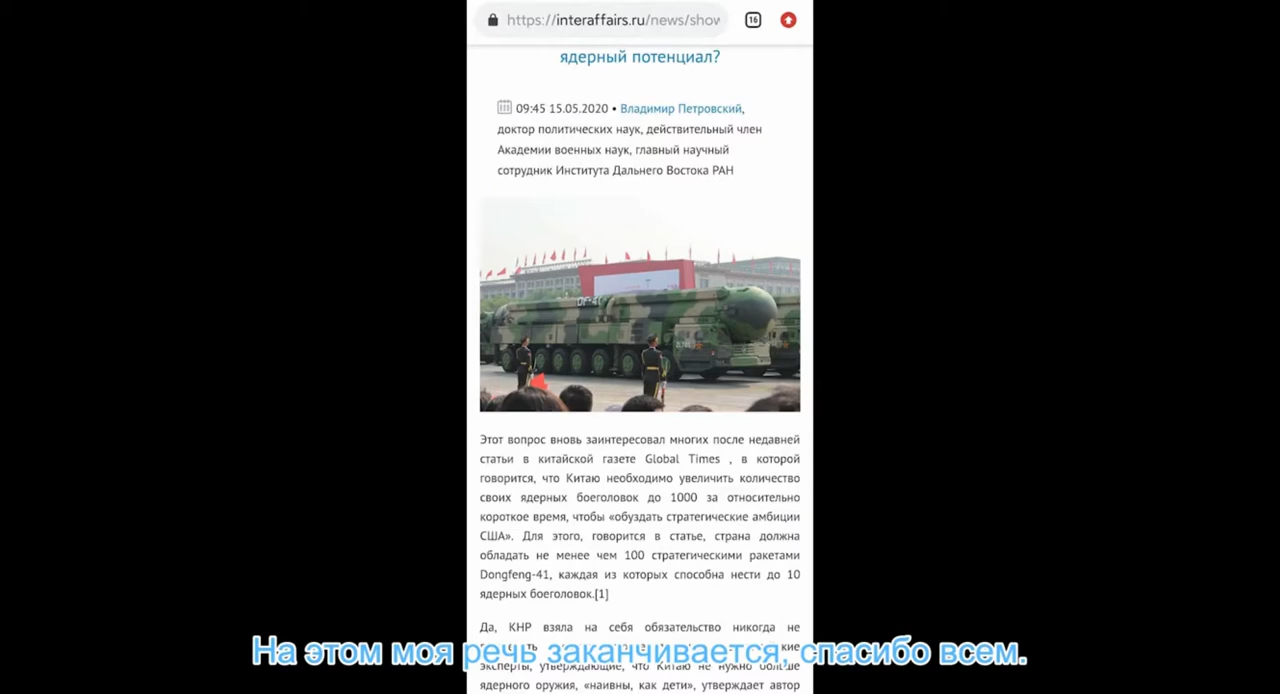 https://interaffairs.ru/news/show
16
ядерный потенциал?
09:45 15.05.2020 • Владимир Петровский,
доктор политических наук, действительный член
Академии военных наук, главный научный
сотрудник Института Дальнего Востока РАН
DF-41
Этот вопрос вновь заинтересовал многих после недавней
статьи в китайской газете Global Times , в которой
говорится, что Китаю необходимо увеличить количество
своих ядерных боеголовок до 1000 за относительно
короткое время, чтобы «обуздать стратегические амбиции
США». Для этого, говорится в статье, страна должна
обладать не менее чем 100 стратегическими ракетами
Dongfeng-41, каждая из которых способна нести до 10
ядерных боеголовок.[1]
Да, КНР взяла на себя обязательство никогда не
На этом моя речь заканчивается, спасибо всем.
эксперты, утверждающие, что Китаю не нужно больше
ядерного оружия, «наивны, как дети», утверждает автор